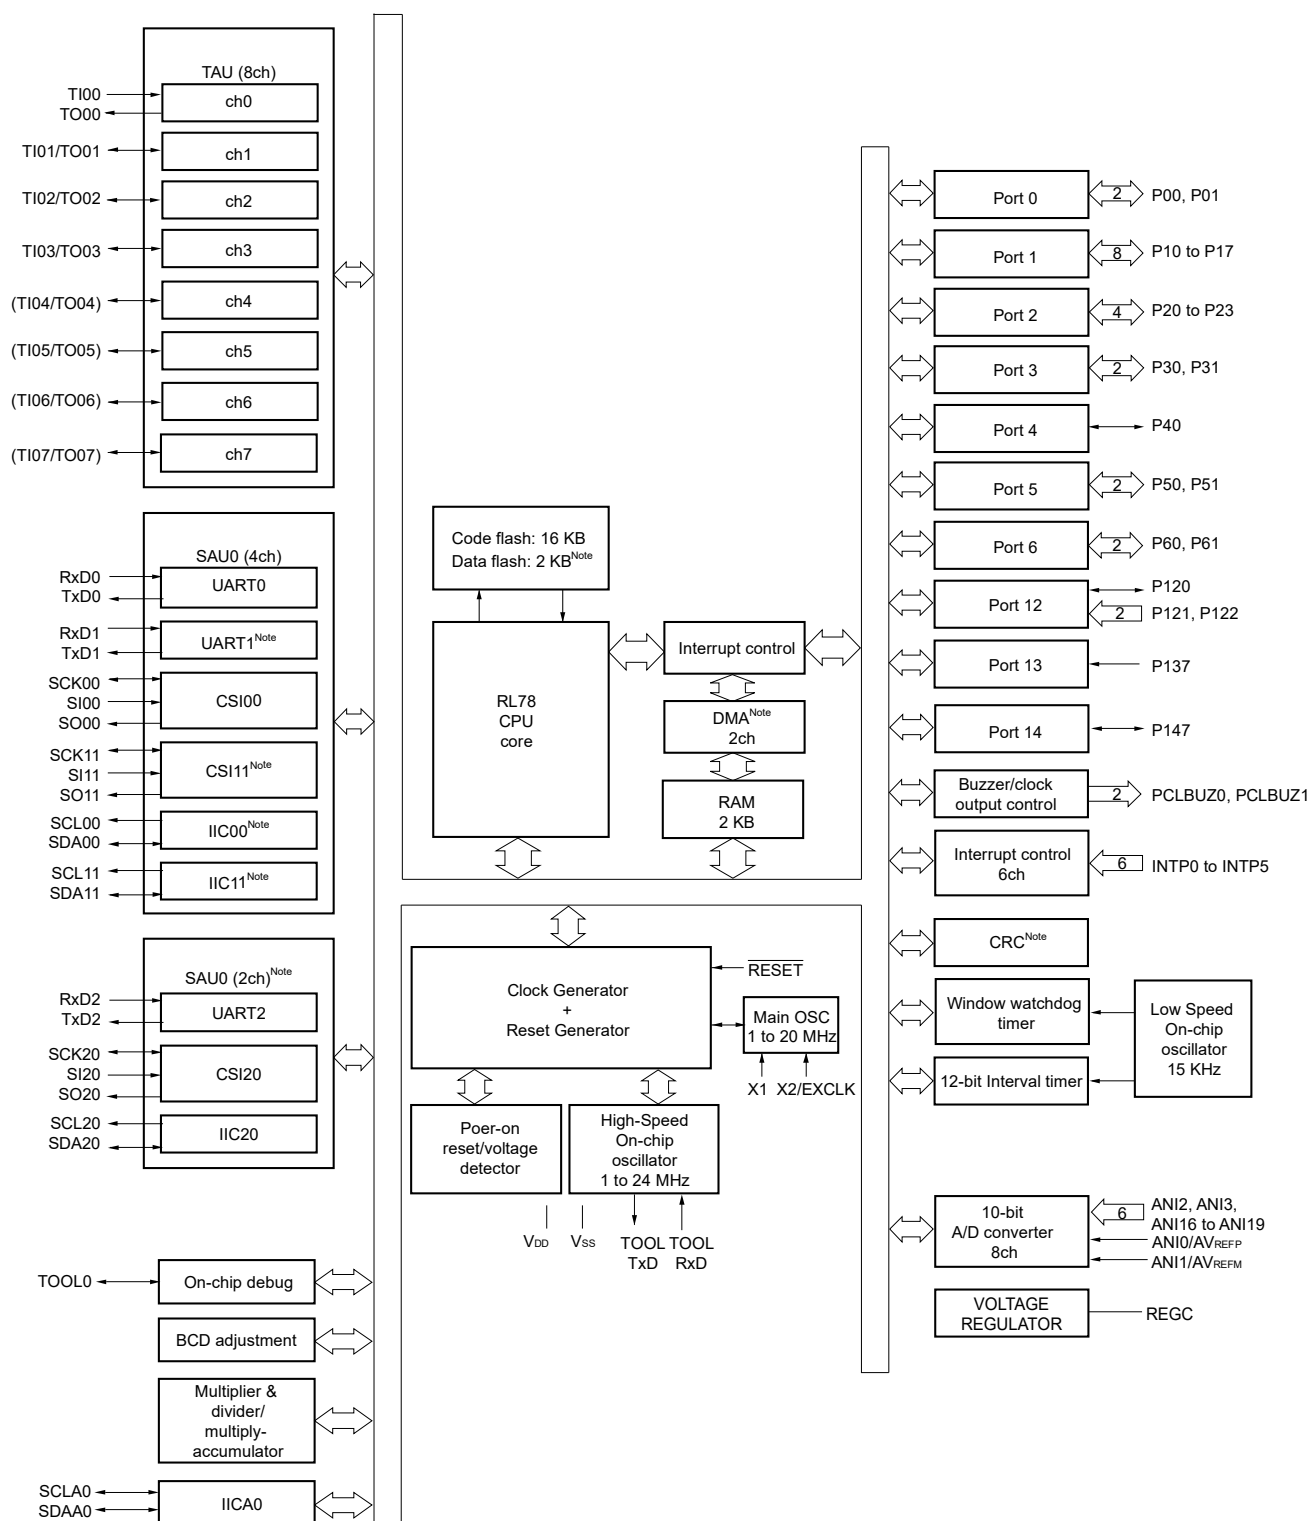 TAU (8ch)
TI00
TO00
ch0
TI01/TO01
ch1
TI02/TO02
ch2
TI03/TO03
ch3
(TI04/TO04)
ch4
(TI05/TO05)
ch5
(TI06/TO06)
ch6
(TI07/TO07)
ch7
SAU0 (4ch)
RxD0
TxD0
UART0
RxD1
TxD1
UART1Note
SCK00
SI00
SO00
CSI00
SCK11
SI11
SO11
CSI11Note
SCL00
SDA00
IIC00Note
SCL11
SDA11
IIC11Note
SAU0 (2ch)Note
RxD2
TxD2
UART2
SCK20
SI20
SO20
CSI20
SCL20
SDA20
IIC20
TOOL0
On-chip debug
BCD adjustment
Multiplier &
divider/
multiply-
accumulator
SCLA0
SDAA0
IICA0
Code flash: 16 KB
Data flash: 2 KBNote
RL78
CPU
core
Interrupt control
DMANote
2ch
RAM
2 KB
Clock Generator
+
Reset Generator
RESET
Main OSC
1 to 20 MHz
X1 X2/EXCLK
Poer-on
reset/voltage
detector
High-Speed
On-chip
oscillator
1 to 24 MHz
VDD
VSS
TOOL
TxD
TOOL
RxD
Port 0
2
P00, P01
Port 1
8
P10 to P17
Port 2
4
P20 to P23
Port 3
2
P30, P31
Port 4
P40
Port 5
2
P50, P51
Port 6
2
P60, P61
Port 12
P120
2
P121, P122
Port 13
P137
Port 14
P147
Buzzer/clock
output control
2
PCLBUZ0, PCLBUZ1
Interrupt control
6ch
6
INTP0 to INTP5
CRCNote
Window watchdog
timer
12-bit Interval timer
Low Speed
On-chip
oscillator
15 KHz
10-bit
A/D converter
8ch
6
ANI2, ANI3,
ANI16 to ANI19
ANI0/AVREFP
ANI1/AVREFM
VOLTAGE
REGULATOR
REGC